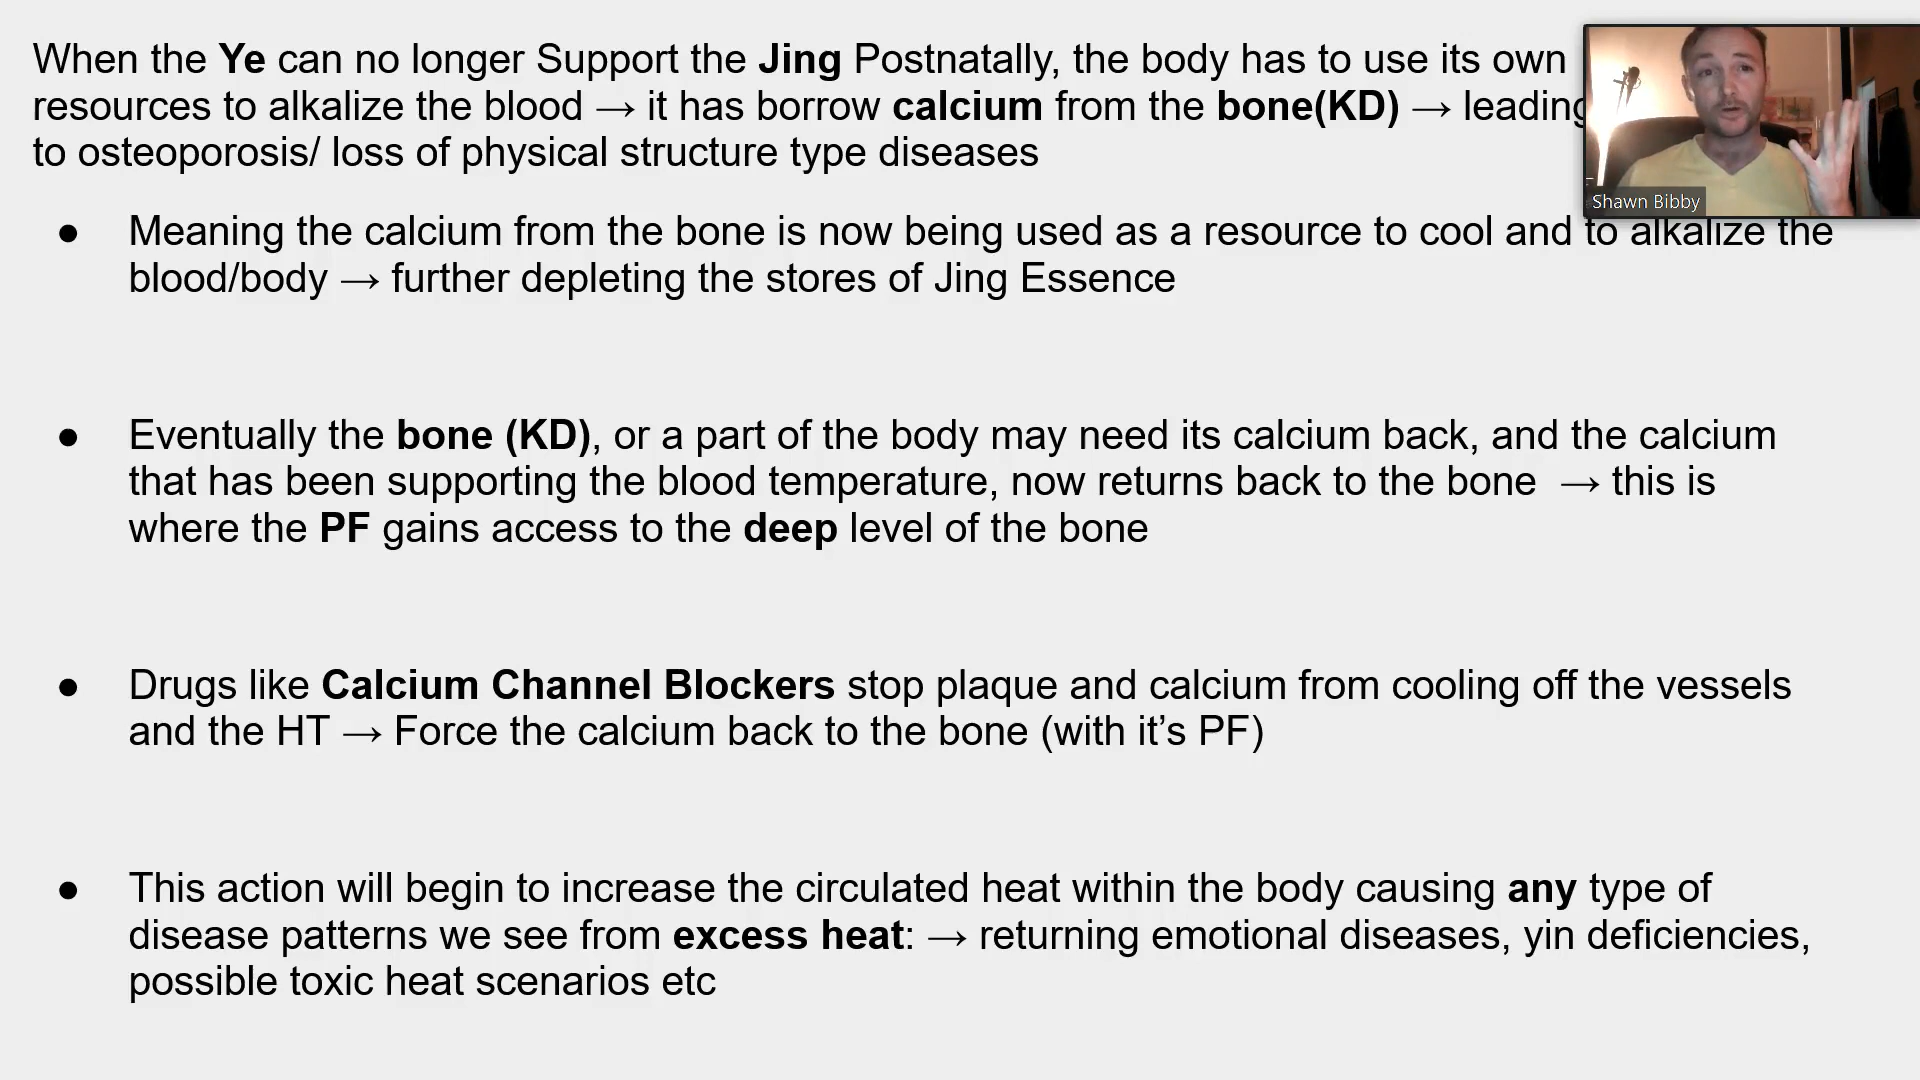 When the Ye can no longer Support the Jing Postnatally, the body has to use its own
resources to alkalize the blood → it has borrow calcium from the bone(KD) → leading
to osteoporosis/ loss of physical structure type diseases
Shawn Bibby
● Meaning the calcium from the bone is now being used as a resource to cool and to alkalize the
blood/body → further depleting the stores of Jing Essence
● Eventually the bone (KD), or a part of the body may need its calcium back, and the calcium
that has been supporting the blood temperature, now returns back to the bone → this is
where the PF gains access to the deep level of the bone
● Drugs like Calcium Channel Blockers stop plaque and calcium from cooling off the vessels
and the HT → Force the calcium back to the bone (with it’s PF)
● This action will begin to increase the circulated heat within the body causing any type of
disease patterns we see from excess heat: → returning emotional diseases, yin deficiencies,
possible toxic heat scenarios etc